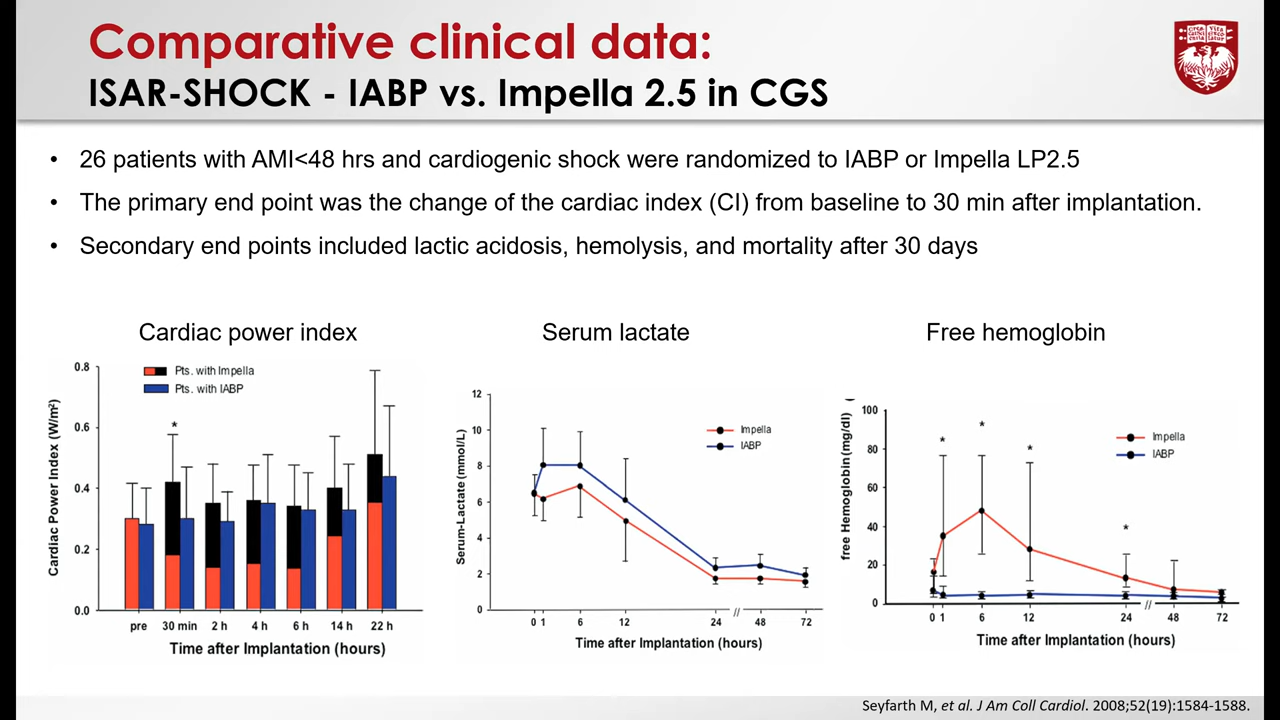 Comparative clinical data:
ISAR-SHOCK - IABP vs. Impella 2.5 in CGS
• 26 patients with AMI<48 hrs and cardiogenic shock were randomized to IABP or Impella LP2.5
• The primary end point was the change of the cardiac index (CI) from baseline to 30 min after implantation.
• Secondary end points included lactic acidosis, hemolysis, and mortality after 30 days
Cardiac power index
Pts. with Impella
Pts. with IABP
Cardiac Power Index (W/m²)
0.8
0.6
0.4
0.2
0.0
*
pre 30 min 2 h 4 h 6 h 14 h 22 h
Time after Implantation (hours)
Serum lactate
Impella
IABP
Serum-Lactate (mmol/L)
12
10
8
6
4
2
0
0 1 6 12 24 // 48 72
Time after Implantation (hours)
Free hemoglobin
Impella
IABP
free Hemoglobin (mg/dl)
100
80
60
40
20
0
* * * *
0 1 6 12 24 // 48 72
Time after Implantation (hours)
Seyfarth M, et al. J Am Coll Cardiol. 2008;52(19):1584-1588.